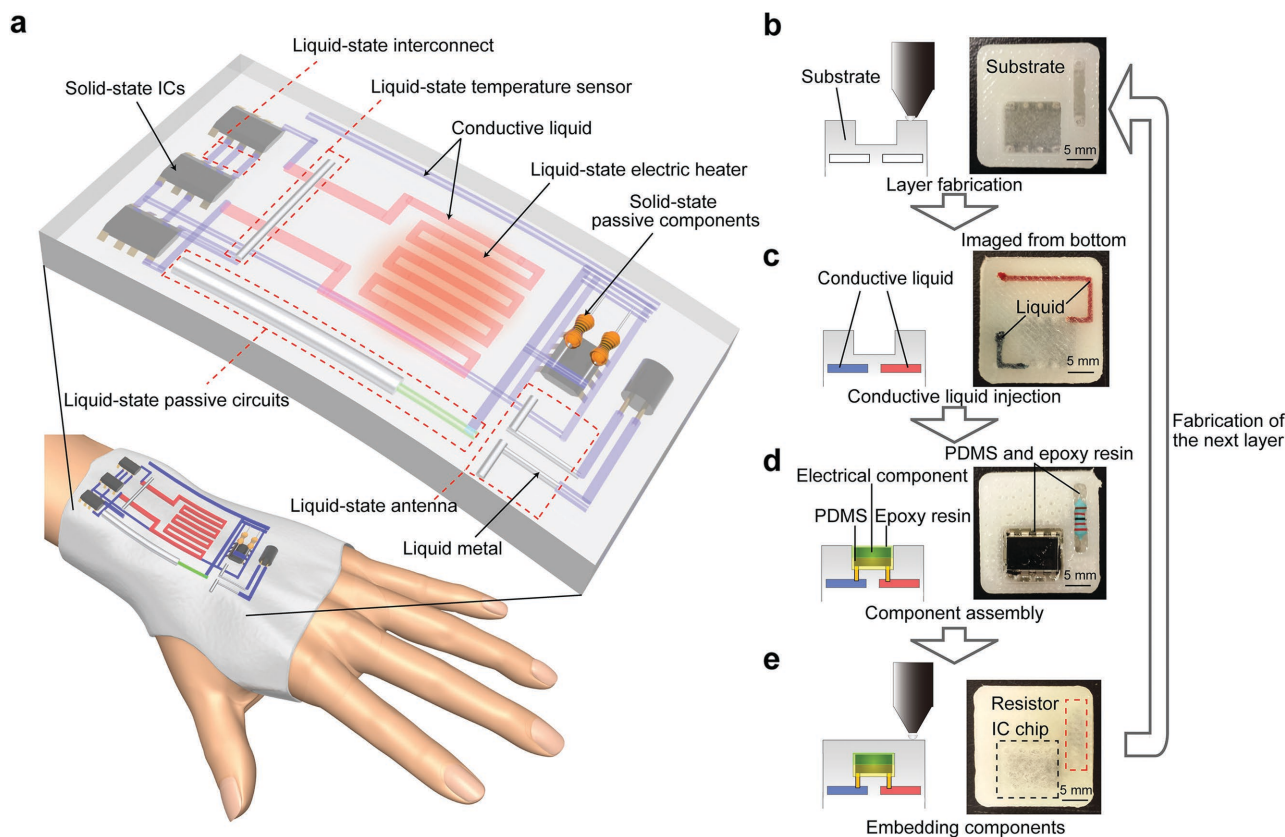 a
Liquid-state interconnect
Solid-state ICs
Liquid-state temperature sensor
Conductive liquid
Liquid-state electric heater
Solid-state
passive components
Liquid-state passive circuits
Liquid-state antenna
Liquid metal
b
Substrate
Substrate
5 mm
Layer fabrication
Imaged from bottom
c
Conductive liquid
Liquid
5 mm
Conductive liquid injection
PDMS and epoxy resin
d
Electrical component
PDMS Epoxy resin
5 mm
Component assembly
e
Resistor
IC chip
5 mm
Embedding components
Fabrication of
the next layer